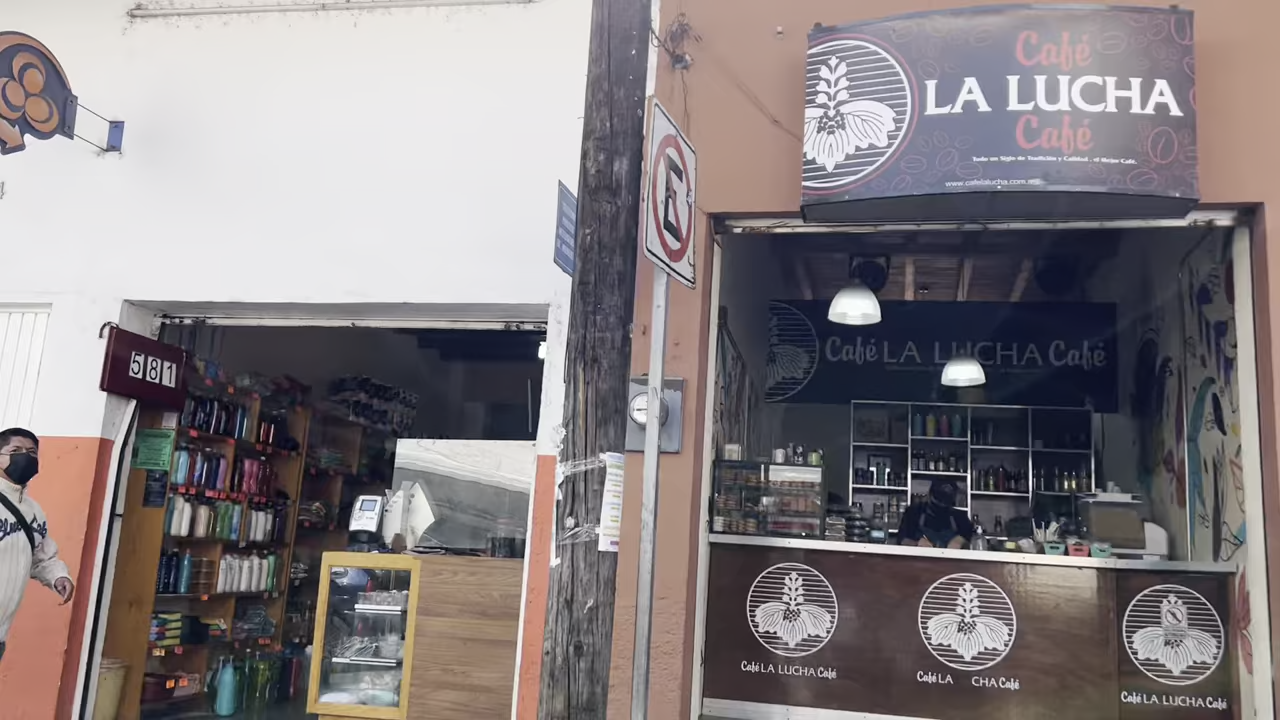 Café
LA LUCHA
Café
Todo un Siglo de Tradición y Calidad, el Mejor Café.
www.cafelalucha.com.mx
Café LA LUCHA Café
581
Café LA LUCHA Café
Café LA CHA Café
Café LA LUCHA Café